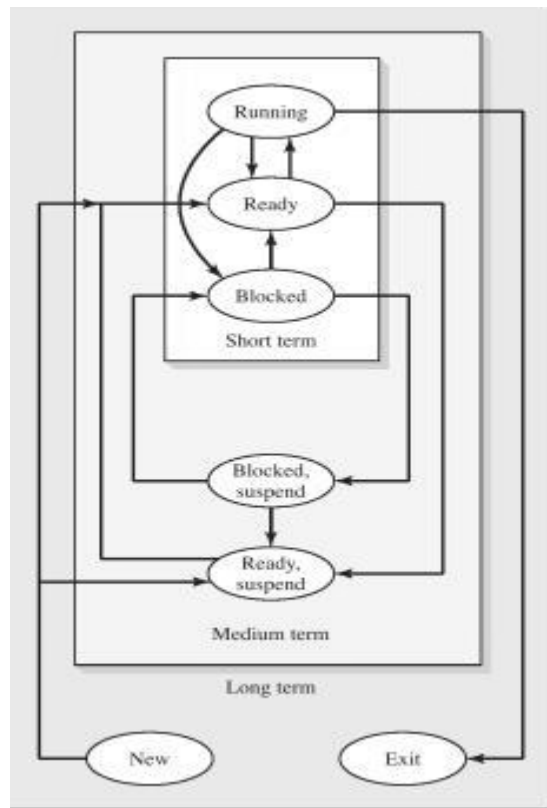 Running
Ready
Blocked
Short term
Blocked,
suspend
Ready,
suspend
Medium term
Long term
New
Exit